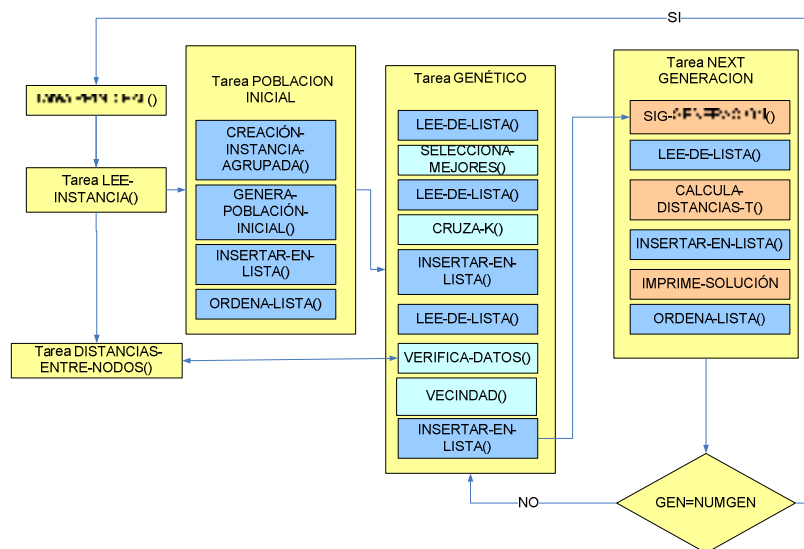 SI
()
Tarea LEE-
INSTANCIA()
Tarea DISTANCIAS-
ENTRE-NODOS()
Tarea POBLACION
INICIAL
CREACIÓN-
INSTANCIA-
AGRUPADA()
GENERA-
POBLACIÓN-
INICIAL()
INSERTAR-EN-
LISTA()
ORDENA-LISTA()
Tarea GENÉTICO
LEE-DE-LISTA()
SELECCIONA-
MEJORES()
LEE-DE-LISTA()
CRUZA-K()
INSERTAR-EN-
LISTA()
LEE-DE-LISTA()
VERIFICA-DATOS()
VECINDAD()
INSERTAR-EN-
LISTA()
Tarea NEXT
GENERACION
SIG-
LEE-DE-LISTA()
CALCULA-
DISTANCIAS-T()
INSERTAR-EN-LISTA()
IMPRIME-SOLUCIÓN
ORDENA-LISTA()
GEN=NUMGEN
NO